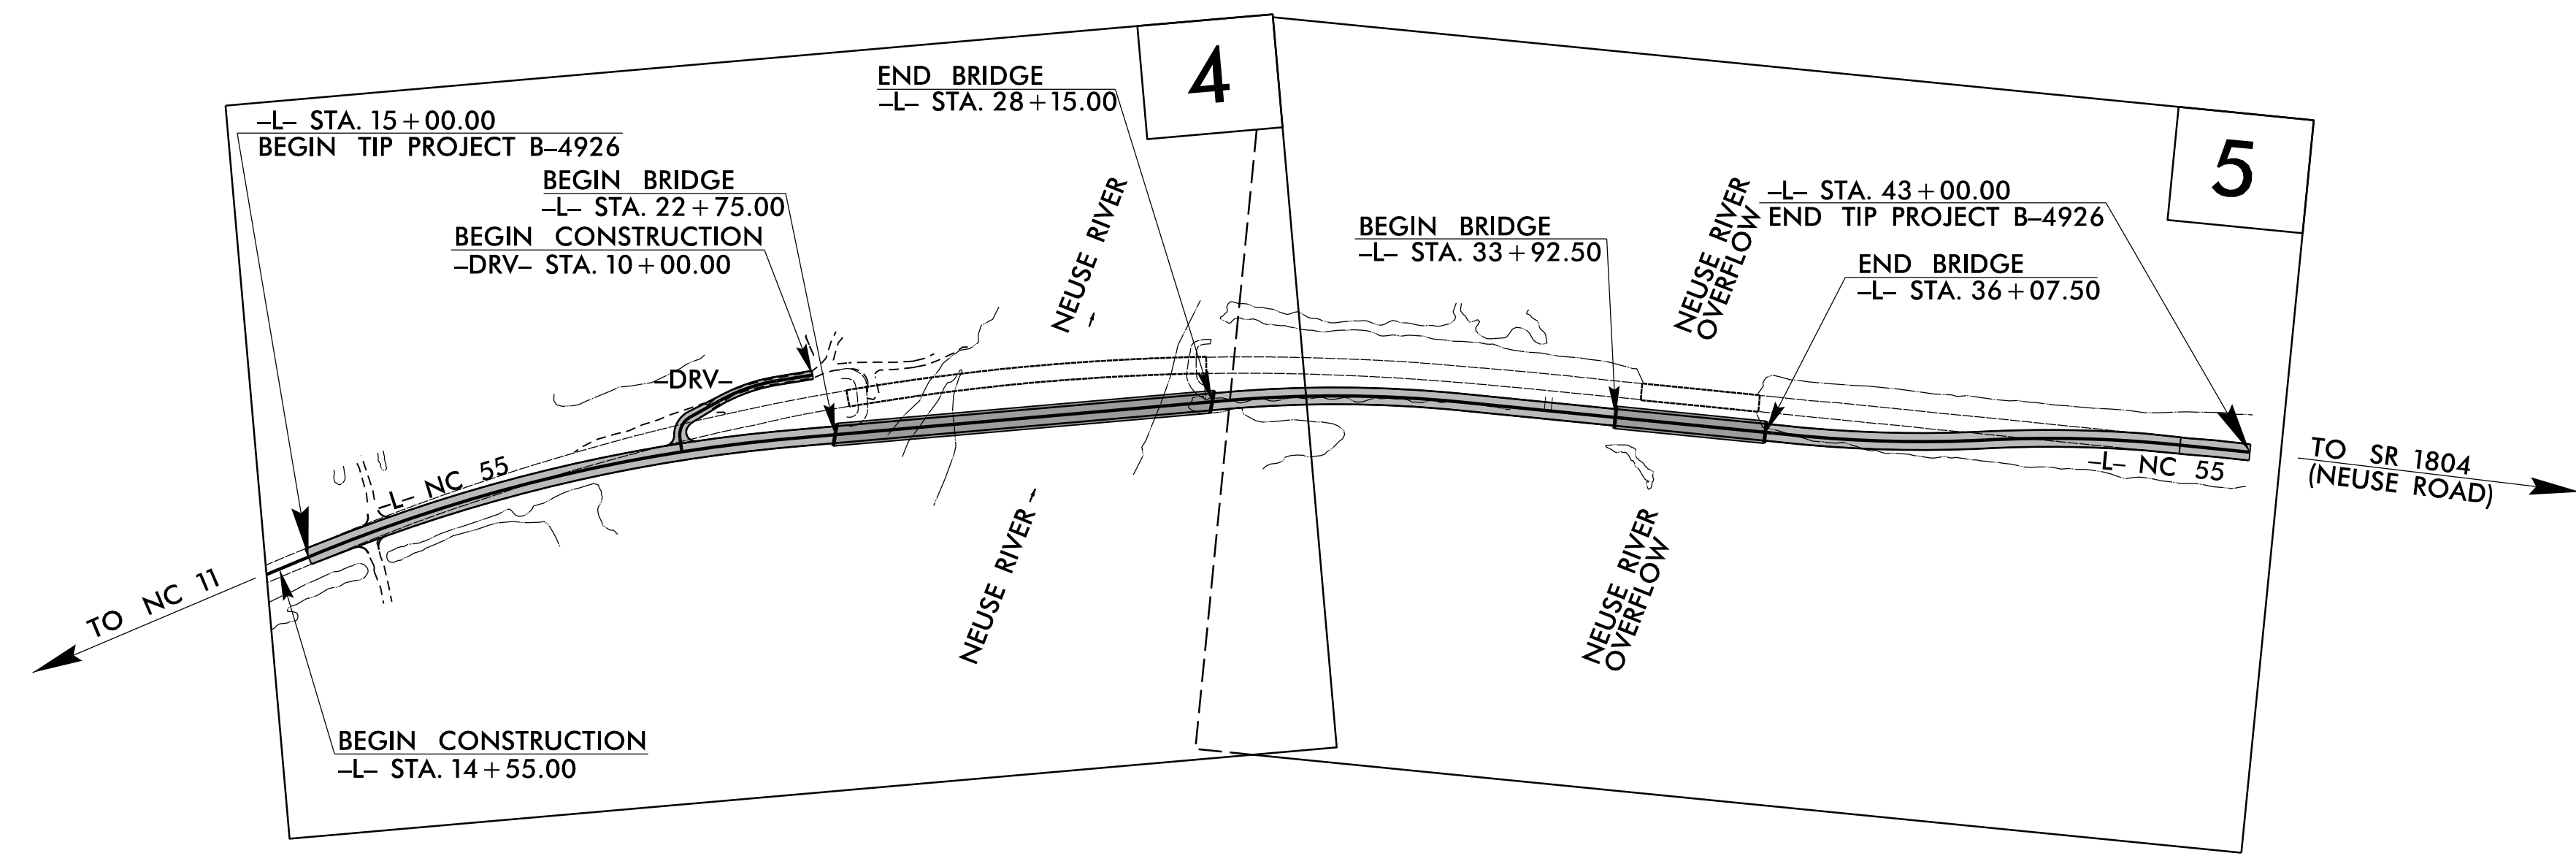 4
5
END BRIDGE
–L– STA. 28+15.00
–L– STA. 15+00.00
BEGIN TIP PROJECT B–4926
BEGIN BRIDGE
–L– STA. 22+75.00
BEGIN CONSTRUCTION
–DRV– STA. 10+00.00
NEUSE RIVER
BEGIN BRIDGE
–L– STA. 33+92.50
NEUSE RIVER
OVERFLOW
–L– STA. 43+00.00
END TIP PROJECT B–4926
END BRIDGE
–L– STA. 36+07.50
–DRV–
–L– NC 55
–L– NC 55
TO SR 1804
(NEUSE ROAD)
TO NC 11
NEUSE RIVER
NEUSE RIVER
OVERFLOW
BEGIN CONSTRUCTION
–L– STA. 14+55.00